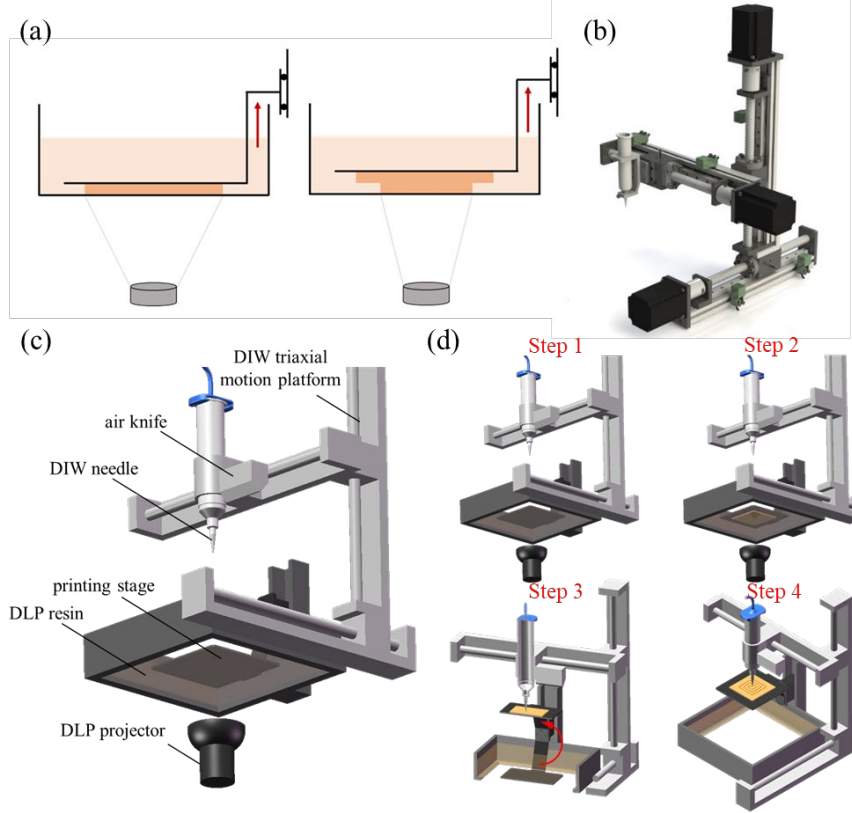 (a)
(b)
(c)
DIW triaxial
motion platform
air knife
DIW needle
printing stage
DLP resin
DLP projector
(d)
Step 1
Step 2
Step 3
Step 4